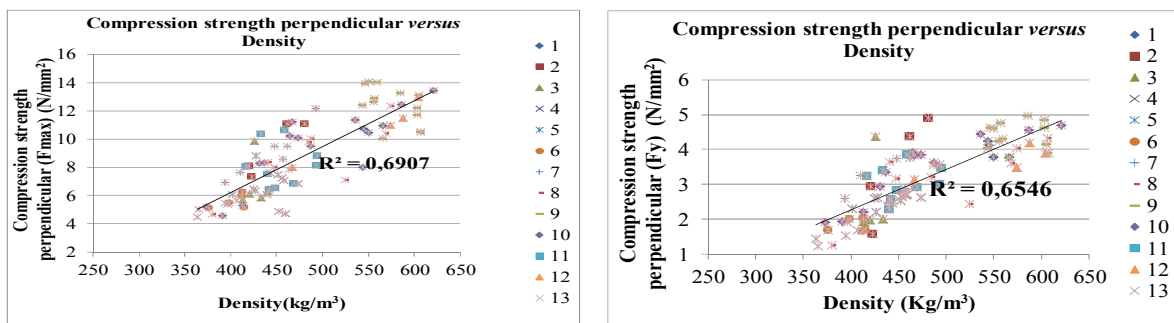 Compression strength perpendicular versus
Density
Compression strength
perpendicular (Fmax) (N/mm²)
16
14
12
10
8
6
4
2
R² = 0,6907
250 300 350 400 450 500 550 600 650
Density(kg/m³)
1
2
3
4
5
6
7
8
9
10
11
12
13
Compression strength perpendicular versus
Density
Compression strength
perpendicular (Fy) (N/mm²)
6
5
4
3
2
1
R² = 0,6546
250 300 350 400 450 500 550 600 650
Density (Kg/m³)
1
2
3
4
5
6
7
8
9
10
11
12
13